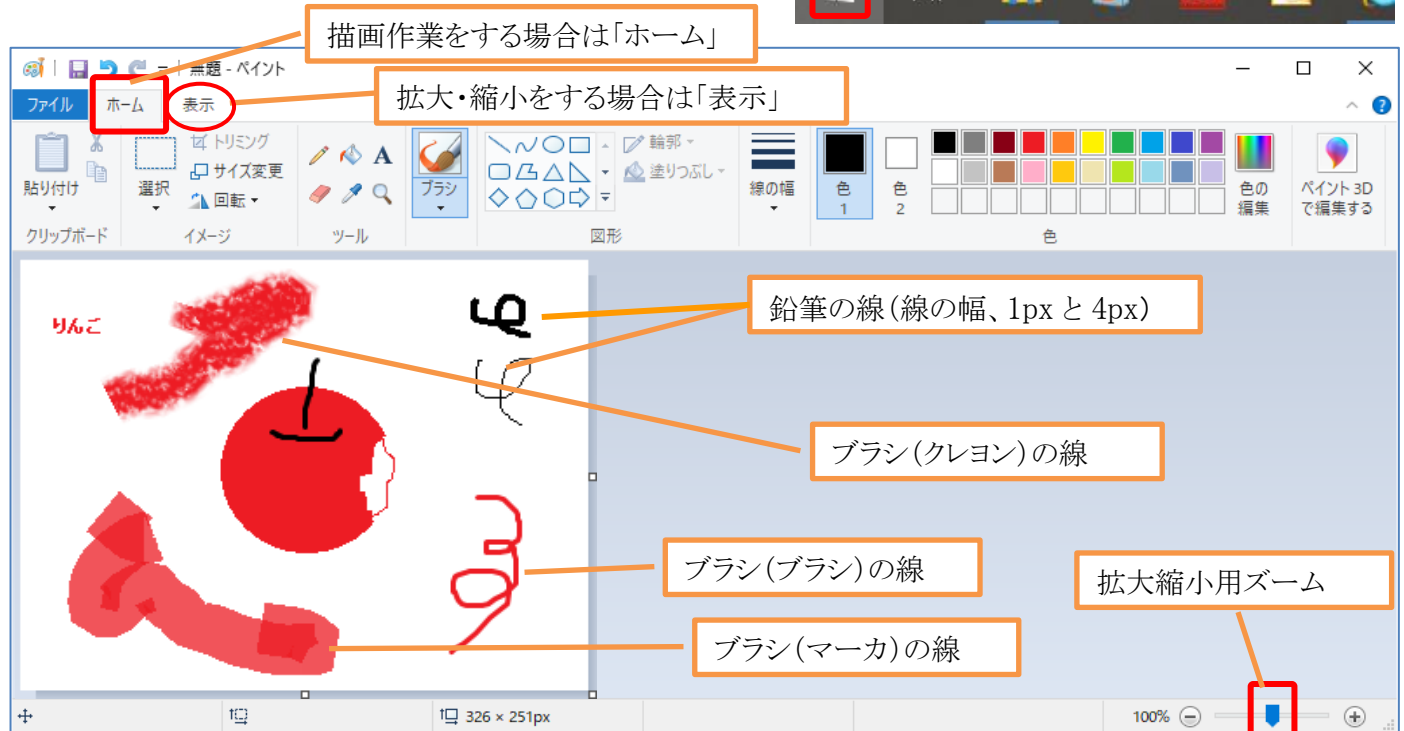 描画作業をする場合は「ホーム」
無題 - ペイント
ファイル ホーム 表示
拡大・縮小をする場合は「表示」
貼り付け
選択
トリミング
サイズ変更
回転
A
ブラシ
輪郭
塗りつぶし
線の幅
色
1
色
2
色の
編集
ペイント 3D
で編集する
クリップボード イメージ ツール 図形 色
りんご
鉛筆の線(線の幅、1px と 4px)
ブラシ(クレヨン)の線
ブラシ(ブラシ)の線
拡大縮小用ズーム
ブラシ(マーカ)の線
326 × 251px
100%